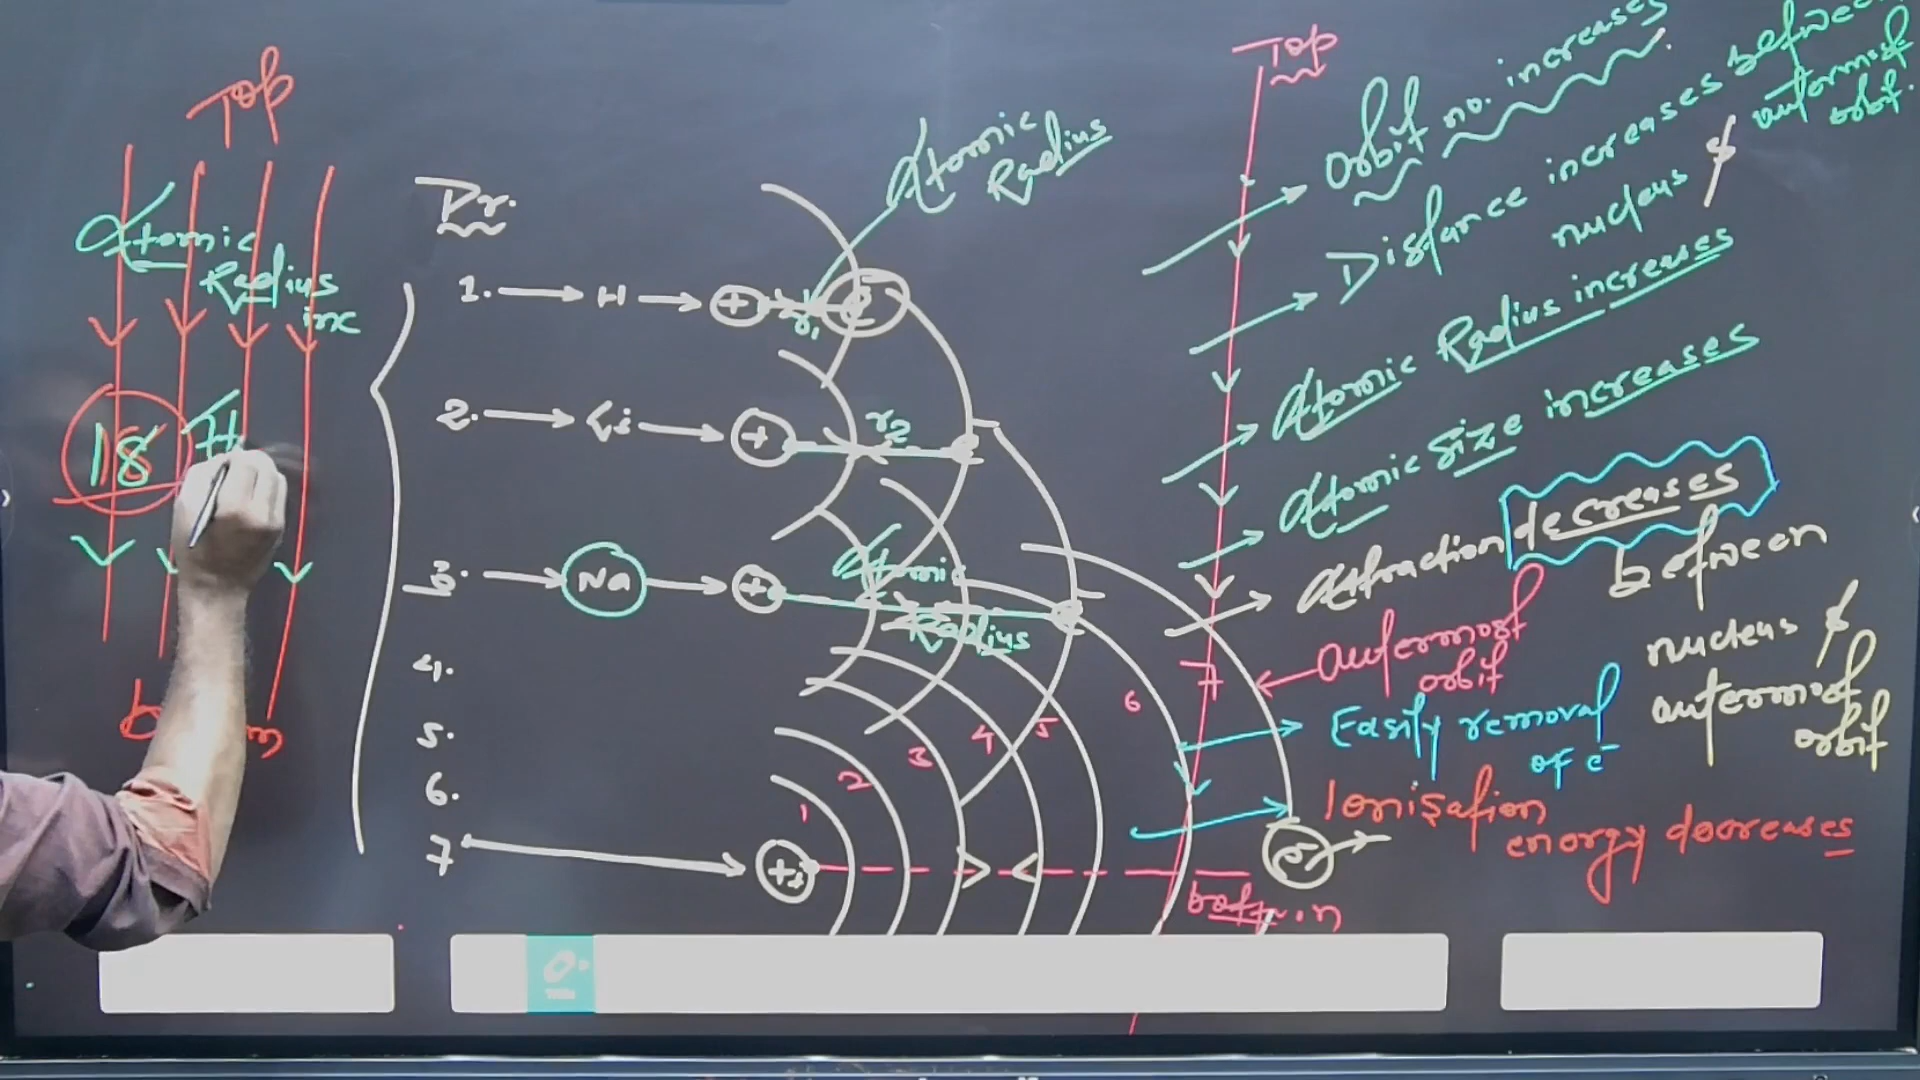 Top
Atomic
Radius
inc
18 TH
Pr.
1. H + r₁
2. Li + r₂
3. Na +
Atomic
Radius
4.
5.
6.
7 +
1 2 3 4 5 6 7
Atomic
Radius
Top
orbit no. increases
Distance increases between
nucleus &
outermost
orbit.
Atomic Radius increases
Atomic Size increases
Attraction decreases
between
nucleus &
outermost
orbit
outermost
orbit
Easily removal
of e⁻
Ionisation
energy decreases